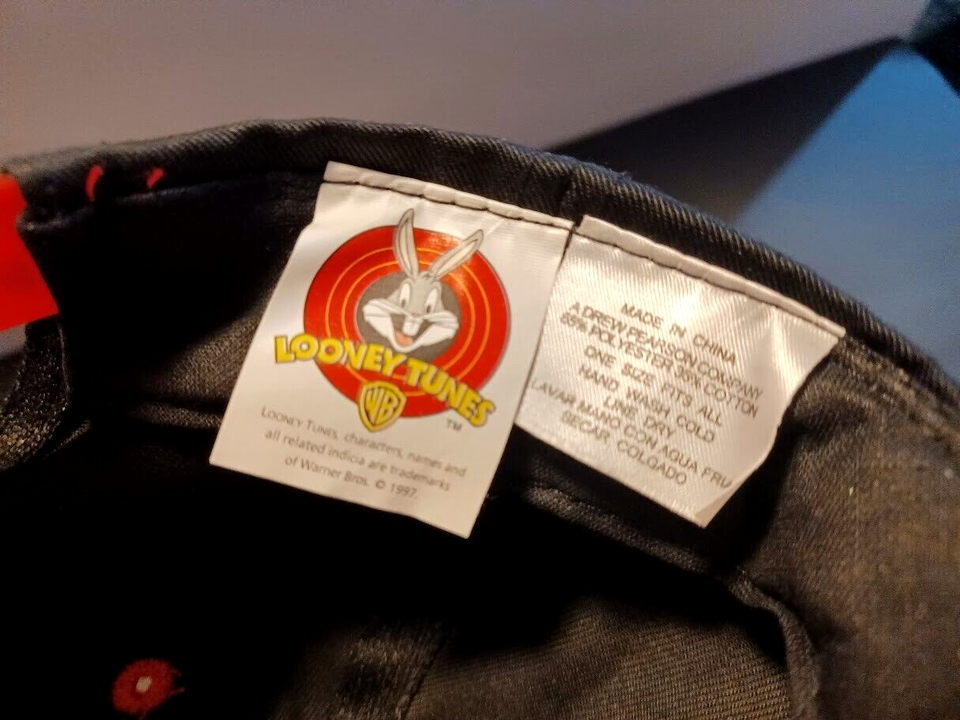 LOONEY TUNES
WB
TM
LOONEY TUNES, characters, names and
all related indicia are trademarks
of Warner Bros. © 1997.
MADE IN CHINA
A DREW PEARSON COMPANY
65% POLYESTER 35% COTTON
ONE SIZE FITS ALL
HAND WASH COLD
LINE DRY
LAVAR MANO CON AQUA FRI
SECAR COLGADO